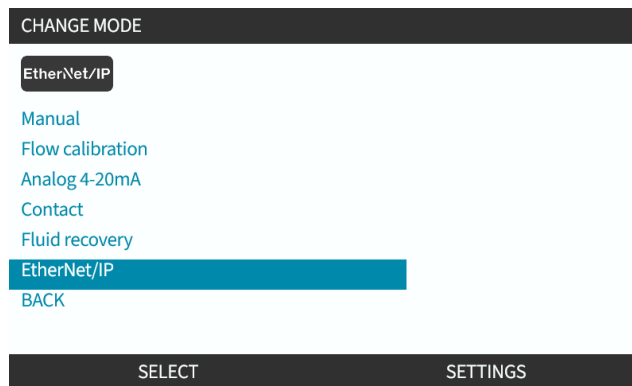 CHANGE MODE
EtherNet/IP
Manual
Flow calibration
Analog 4-20mA
Contact
Fluid recovery
EtherNet/IP
BACK
SELECT SETTINGS